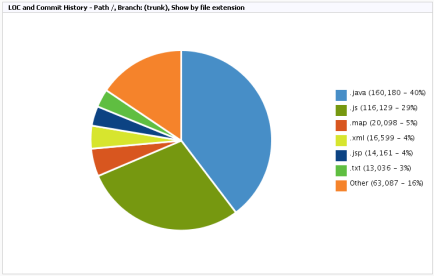 LOC and Commit History - Path /, Branch: (trunk), Show by file extension
.java (160,180 - 40%)
.js (116,129 - 29%)
.map (20,098 - 5%)
.xml (16,599 - 4%)
.jsp (14,161 - 4%)
.txt (13,036 - 3%)
Other (63,087 - 16%)